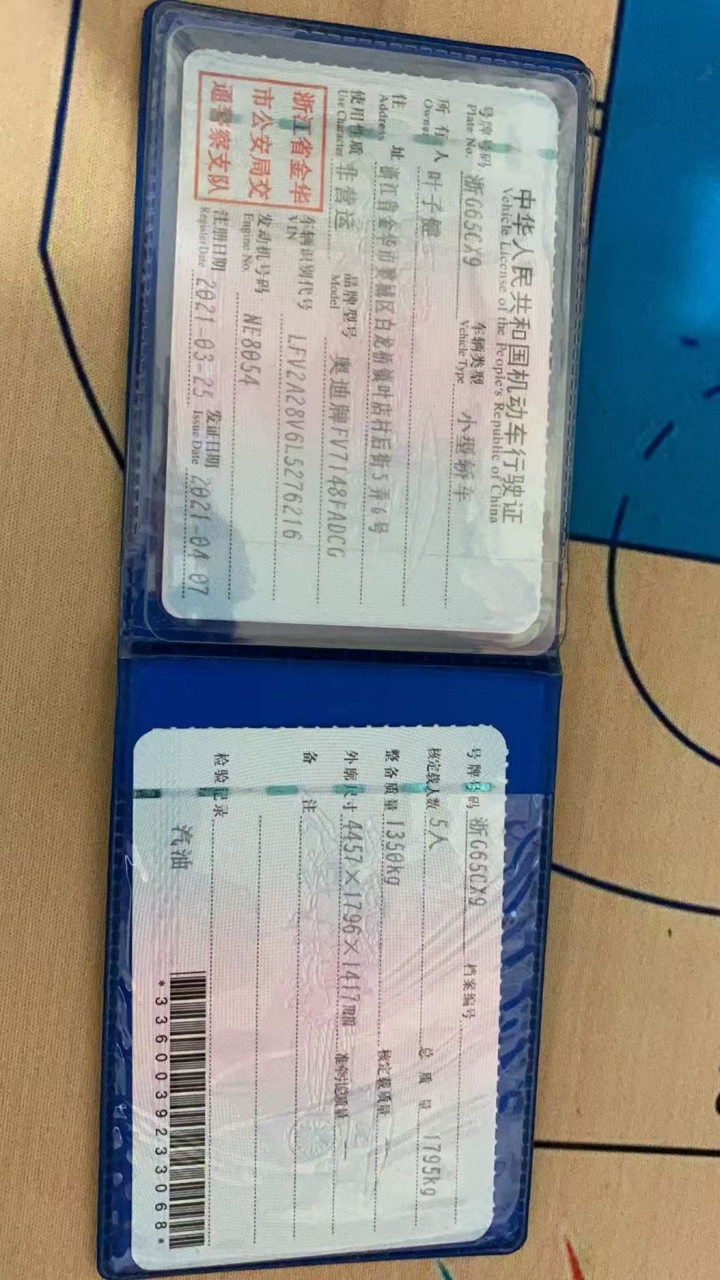 中华人民共和国机动车行驶证
Vehicle License of the People's Republic of China
号牌号码 浙G65CX9 车辆类型 小型轿车
Plate No. Vehicle Type
所有人 叶子健
Owner
住 址 浙江省金华市婺城区白龙桥镇叶店村后街5弄6号
Address
使用性质 非营运 品牌型号 奥迪牌FV7148FADCG
Use Character Model
浙江省金华
市公安局交
通警察支队
车辆识别代号 LFV2A28V6L5276216
VIN
发动机号码 NE8054
Engine No.
注册日期 2021-03-25 发证日期 2021-04-07
Register Date Issue Date
号牌号码 浙G65CX9 档案编号
核定载人数 5人 总 质 量 1795kg
整备质量 1350kg 核定载质量 —
外廓尺寸 4457×1796×1417mm 准牵引总质量 —
备 注
检验记录
汽油
*3360039233068*